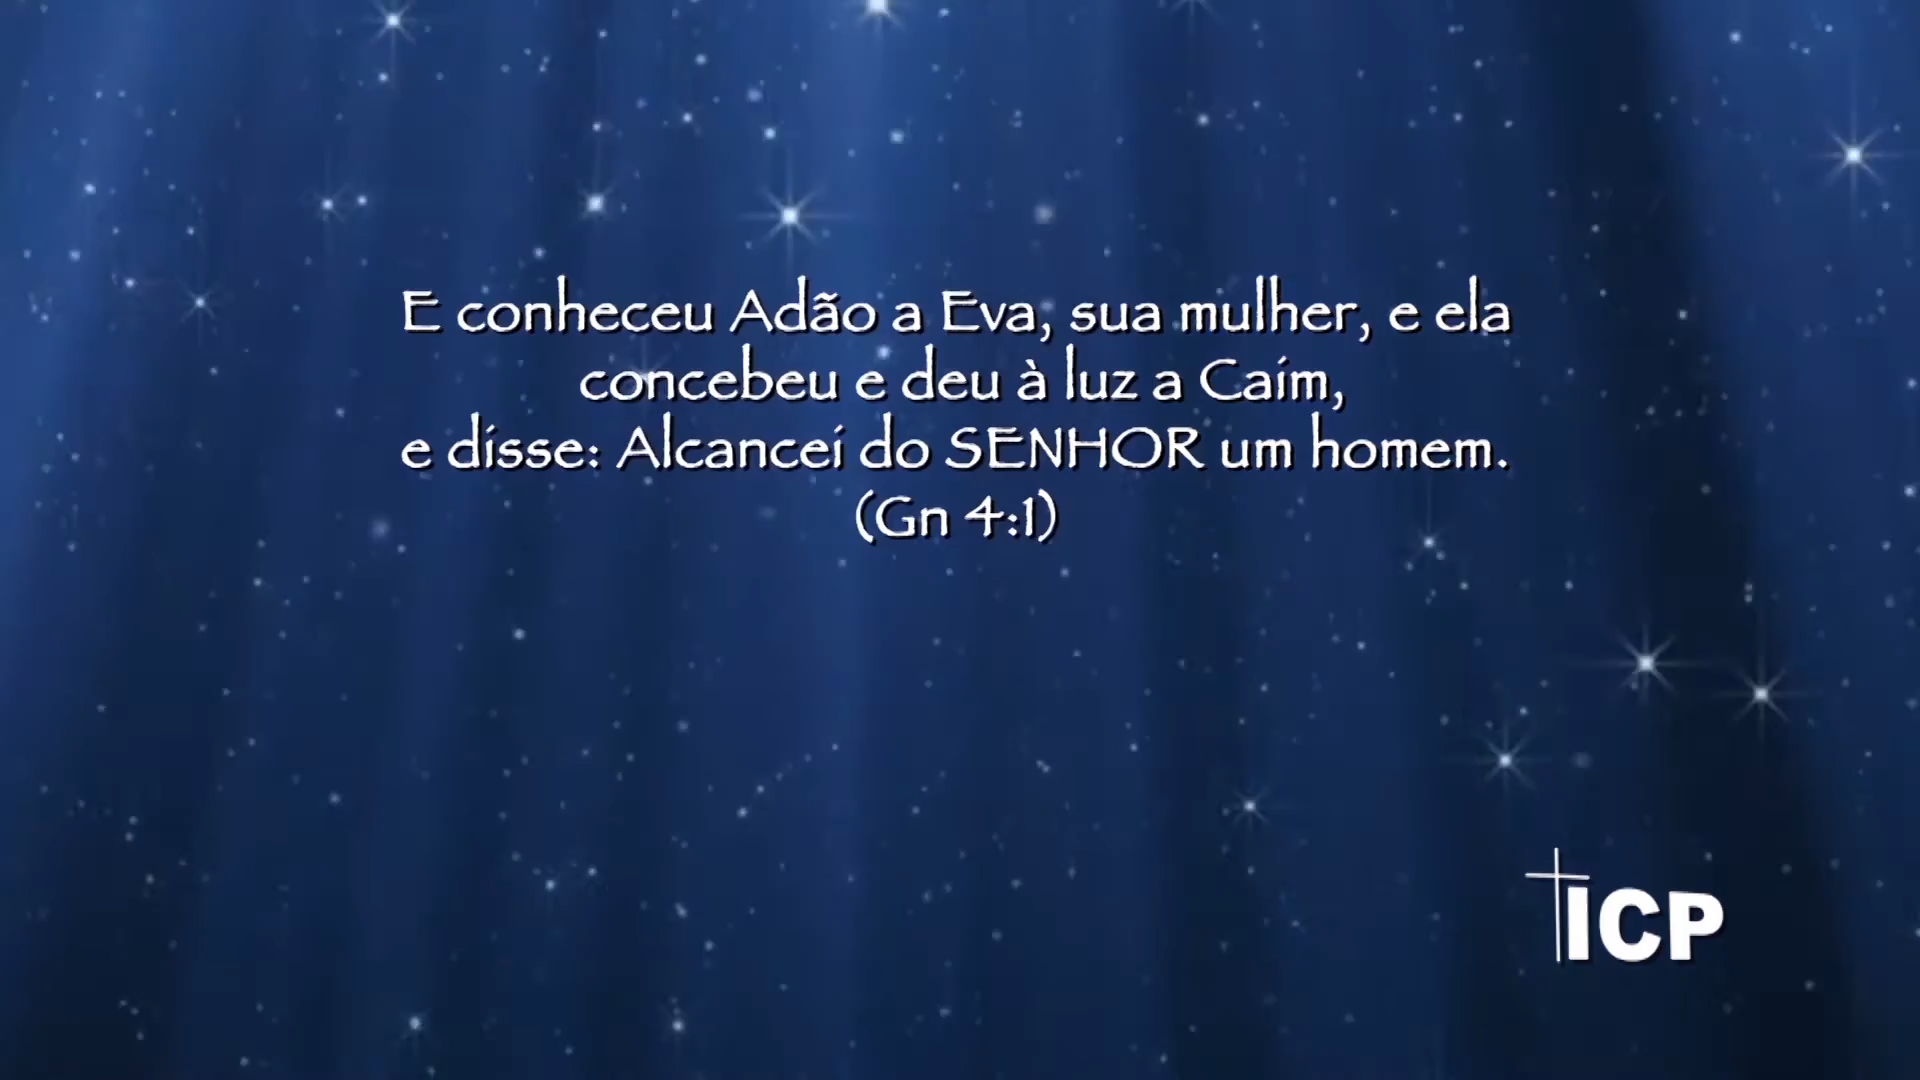 E conheceu Adão a Eva, sua mulher, e ela
concebeu e deu à luz a Caim,
e disse: Alcancei do SENHOR um homem.
(Gn 4:1)
ICP